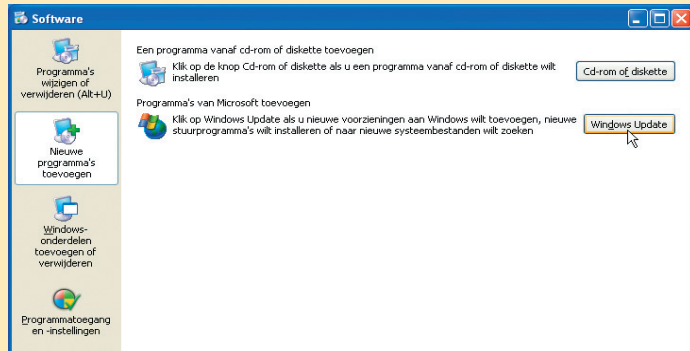 Software
Programma's
wijzigen of
verwijderen (Alt+U)
Nieuwe
programma's
toevoegen
Windows-
onderdelen
toevoegen of
verwijderen
Programmatoegang
en -instellingen
Een programma vanaf cd-rom of diskette toevoegen
Klik op de knop Cd-rom of diskette als u een programma vanaf cd-rom of diskette wilt
installeren
Cd-rom of diskette
Programma's van Microsoft toevoegen
Klik op Windows Update als u nieuwe voorzieningen aan Windows wilt toevoegen, nieuwe
stuurprogramma's wilt installeren of naar nieuwe systeembestanden wilt zoeken
Windows Update